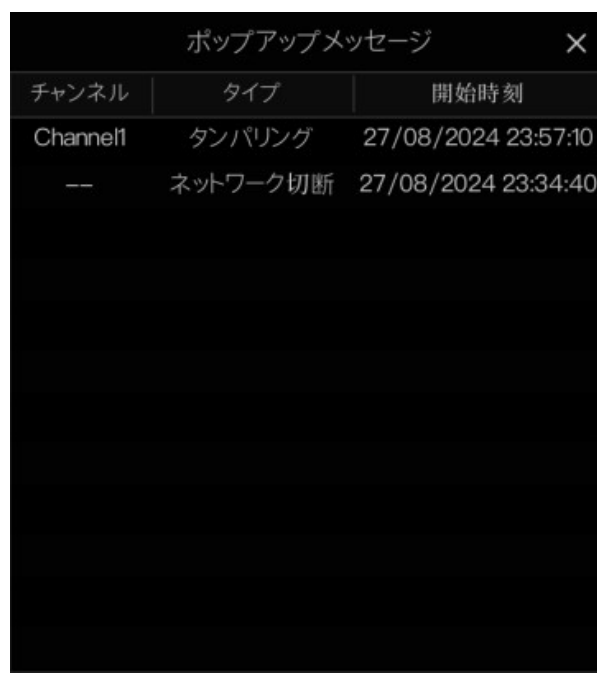 ポップアップメッセージ ×
チャンネル タイプ 開始時刻
Channel1 タンパリング 27/08/2024 23:57:10
-- ネットワーク切断 27/08/2024 23:34:40